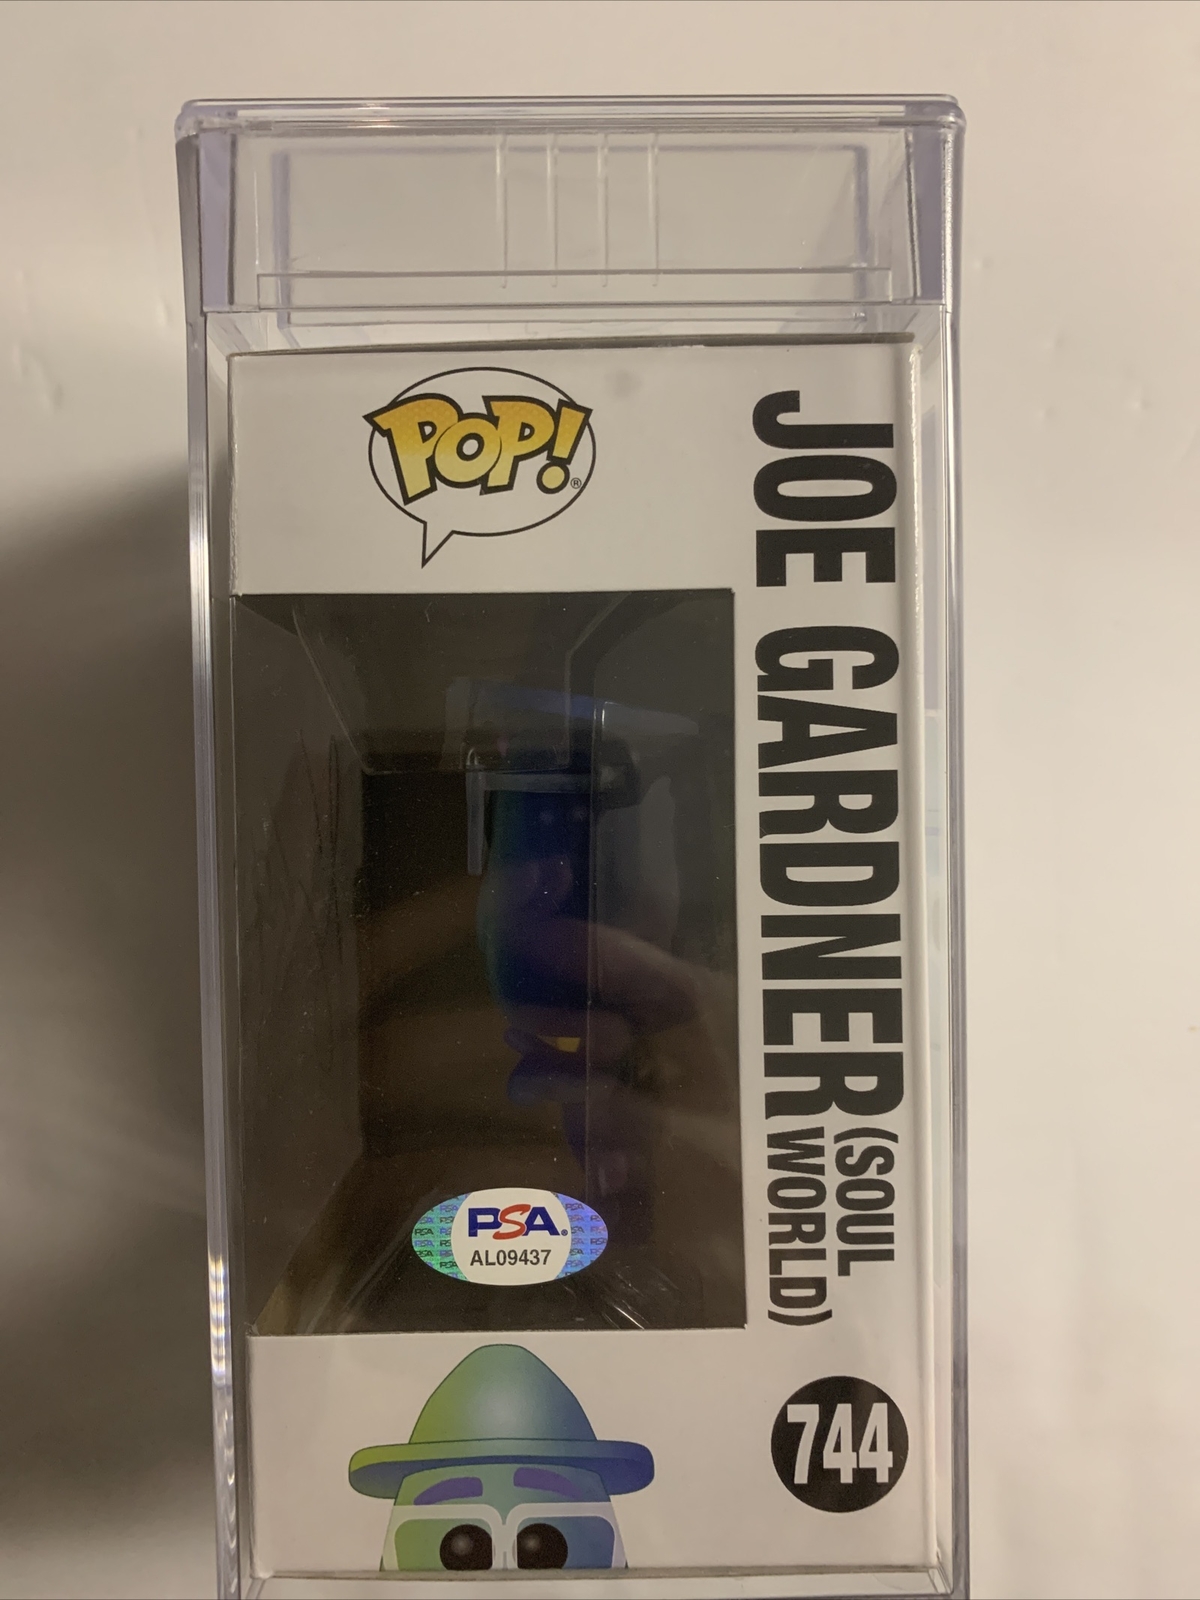 POP!®
JOE GARDNER
(SOUL
WORLD)
PSA®
AL09437
744